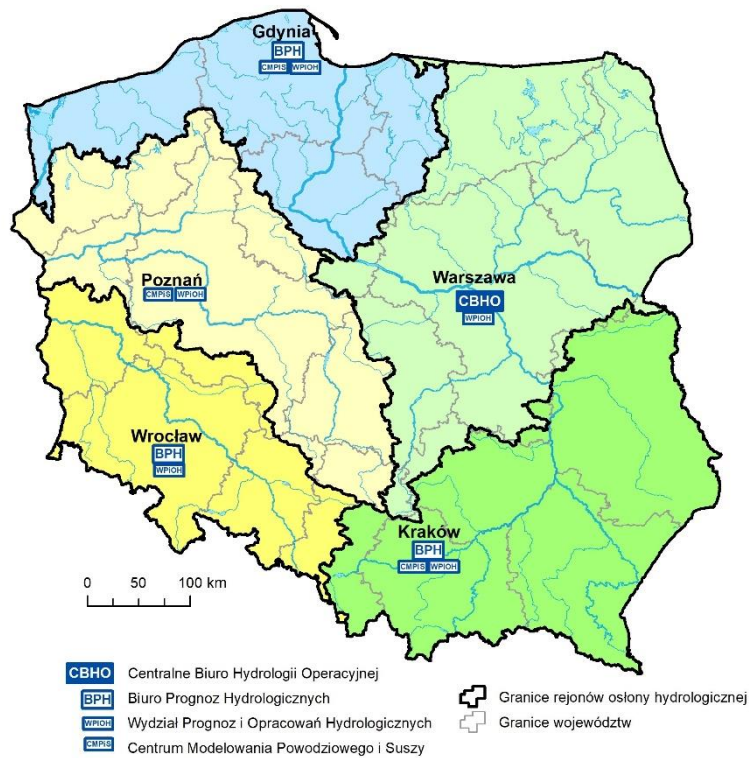 Gdynia
BPH
CMPiS WPiOH
Poznań
CMPiS WPiOH
Warszawa
CBHO
WPiOH
Wrocław
BPH
WPiOH
Kraków
BPH
CMPiS WPiOH
0 50 100 km
CBHO Centralne Biuro Hydrologii Operacyjnej
BPH Biuro Prognoz Hydrologicznych
WPiOH Wydział Prognoz i Opracowań Hydrologicznych
CMPiS Centrum Modelowania Powodziowego i Suszy
Granice rejonów osłony hydrologicznej
Granice województw